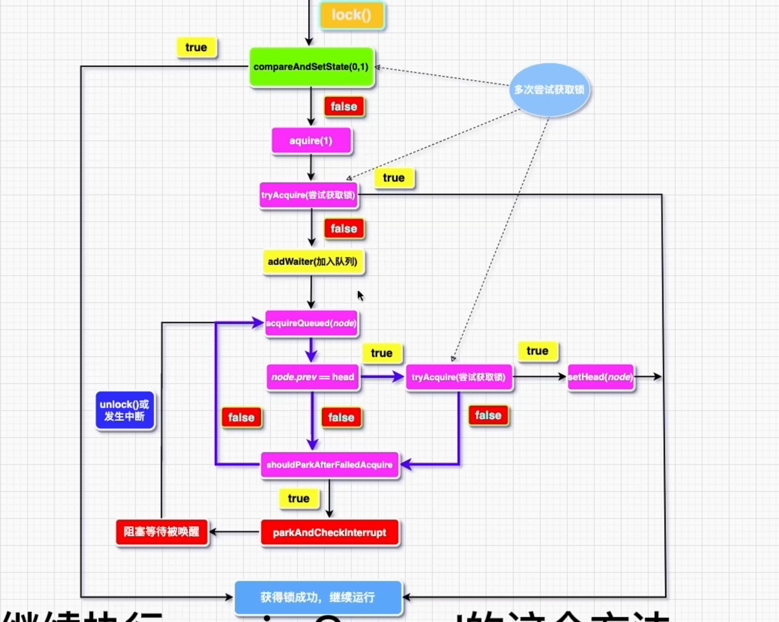 lock()
true
compareAndSetState(0,1)
多次尝试获取锁
false
aquire(1)
true
tryAcquire(尝试获取锁)
false
addWaiter(加入队列)
acquireQueued(node)
true
true
node.prev == head
tryAcquire(尝试获取锁)
setHead(node)
unlock()或
发生中断
false
false
false
shouldParkAfterFailedAcquire
true
阻塞等待被唤醒
parkAndCheckInterrupt
获得锁成功，继续运行